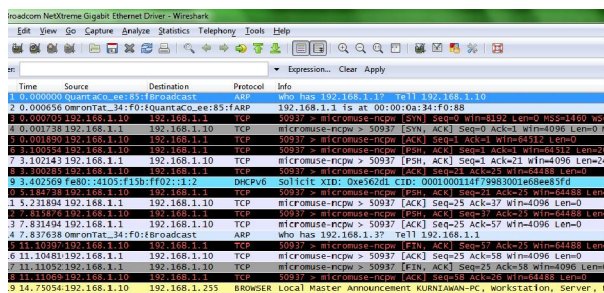 Broadcom NetXtreme Gigabit Ethernet Driver - Wireshark
Edit View Go Capture Analyze Statistics Telephony Tools Help
Expression... Clear Apply
Time Source Destination Protocol Info
1 0.000000 QuantaCo_ee:85:f Broadcast ARP who has 192.168.1.1? Tell 192.168.1.10
2 0.000656 OmronTat_34:f0:8 QuantaCo_ee:85:f ARP 192.168.1.1 is at 00:00:0a:34:f0:88
3 0.000705 192.168.1.10 192.168.1.1 TCP 50937 > micromuse-ncpw [SYN] Seq=0 Win=8192 Len=0 MSS=1460
4 0.001738 192.168.1.1 192.168.1.10 TCP micromuse-ncpw > 50937 [SYN, ACK] Seq=0 Ack=1 Win=4096 Len=0
5 0.001890 192.168.1.10 192.168.1.1 TCP 50937 > micromuse-ncpw [ACK] Seq=1 Ack=1 Win=64512 Len=0
6 3.100554 192.168.1.10 192.168.1.1 TCP 50937 > micromuse-ncpw [PSH, ACK] Seq=1 Ack=1 Win=64512
7 3.102143 192.168.1.1 192.168.1.10 TCP micromuse-ncpw > 50937 [PSH, ACK] Seq=1 Ack=21 Win=4096
8 3.300285 192.168.1.10 192.168.1.1 TCP 50937 > micromuse-ncpw [ACK] Seq=21 Ack=25 Win=64488 Len=0
9 3.402569 fe80::4105:f15b: ff02::1:2 DHCPv6 Solicit XID: 0xe562d1 CID: 0001000114f79983001e68ee85fd
0 5.184738 192.168.1.10 192.168.1.1 TCP 50937 > micromuse-ncpw [PSH, ACK] Seq=21 Ack=25 Win=64488
1 5.231894 192.168.1.1 192.168.1.10 TCP micromuse-ncpw > 50937 [ACK] Seq=25 Ack=37 Win=4096 Len=0
2 7.815876 192.168.1.10 192.168.1.1 TCP 50937 > micromuse-ncpw [PSH, ACK] Seq=37 Ack=25 Win=64488
3 7.831494 192.168.1.1 192.168.1.10 TCP micromuse-ncpw > 50937 [ACK] Seq=25 Ack=57 Win=4096 Len=0
4 7.837638 OmronTat_34:f0:8 Broadcast ARP who has 192.168.1.3? Tell 192.168.1.1
5 11.10397 192.168.1.10 192.168.1.1 TCP 50937 > micromuse-ncpw [FIN, ACK] Seq=57 Ack=25 Win=64488
6 11.10481 192.168.1.1 192.168.1.10 TCP micromuse-ncpw > 50937 [ACK] Seq=25 Ack=58 Win=4096 Len=0
7 11.11052 192.168.1.1 192.168.1.10 TCP micromuse-ncpw > 50937 [FIN, ACK] Seq=25 Ack=58 Win=4096
8 11.11069 192.168.1.10 192.168.1.1 TCP 50937 > micromuse-ncpw [ACK] Seq=58 Ack=26 Win=64488 Len=0
9 14.75054 192.168.1.10 192.168.1.255 BROWSER Local Master Announcement KURNIAWAN-PC, Workstation, Server,